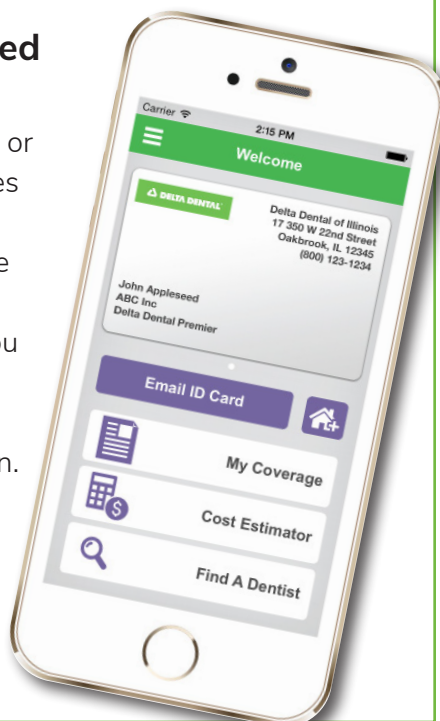 ed
or
es
e
ou
n.
Carrier
2:15 PM
Welcome
DELTA DENTAL
Delta Dental of Illinois
17 350 W 22nd Street
Oakbrook, IL 12345
(800) 123-1234
John Appleseed
ABC Inc
Delta Dental Premier
Email ID Card
My Coverage
$
Cost Estimator
Find A Dentist